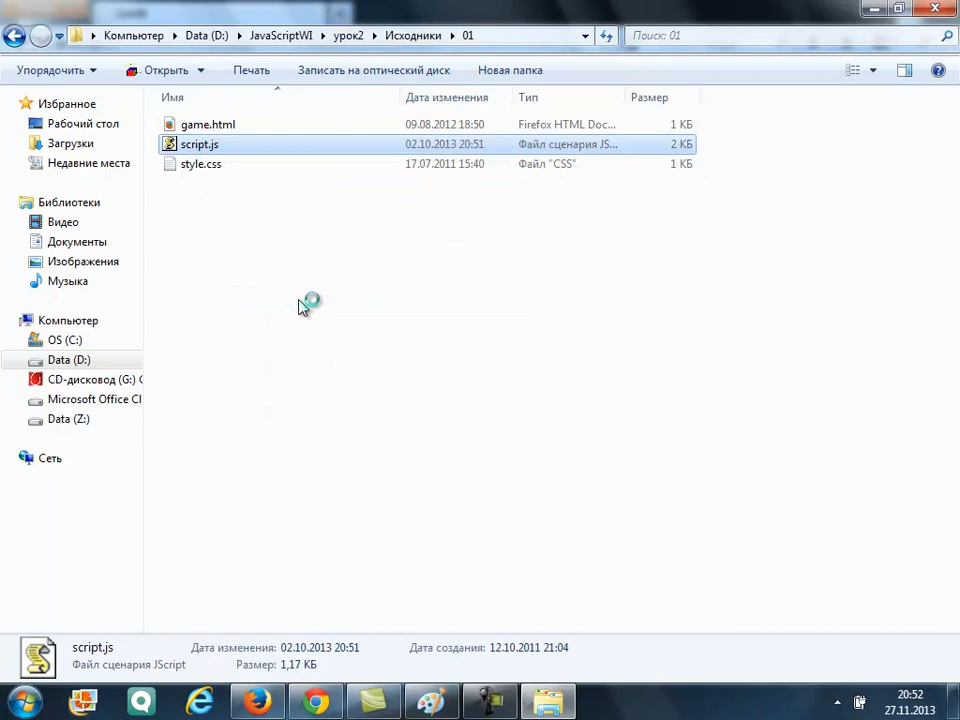 Компьютер
Data (D:)
JavaScriptWI
урок2
Исходники
01
Поиск: 01
Упорядочить
Открыть
Печать
Записать на оптический диск
Новая папка
Имя
Дата изменения
Тип
Размер
Избранное
Рабочий стол
Загрузки
Недавние места
Библиотеки
Видео
Документы
Изображения
Музыка
Компьютер
OS (C:)
Data (D:)
CD-дисковод (G:) C
Microsoft Office Cl
Data (Z:)
Сеть
game.html 09.08.2012 18:50 Firefox HTML Doc... 1 КБ
script.js 02.10.2013 20:51 Файл сценария JS... 2 КБ
style.css 17.07.2011 15:40 Файл "CSS" 1 КБ
script.js Дата изменения: 02.10.2013 20:51 Дата создания: 12.10.2011 21:04
Файл сценария JScript Размер: 1,17 КБ
20:52
27.11.2013